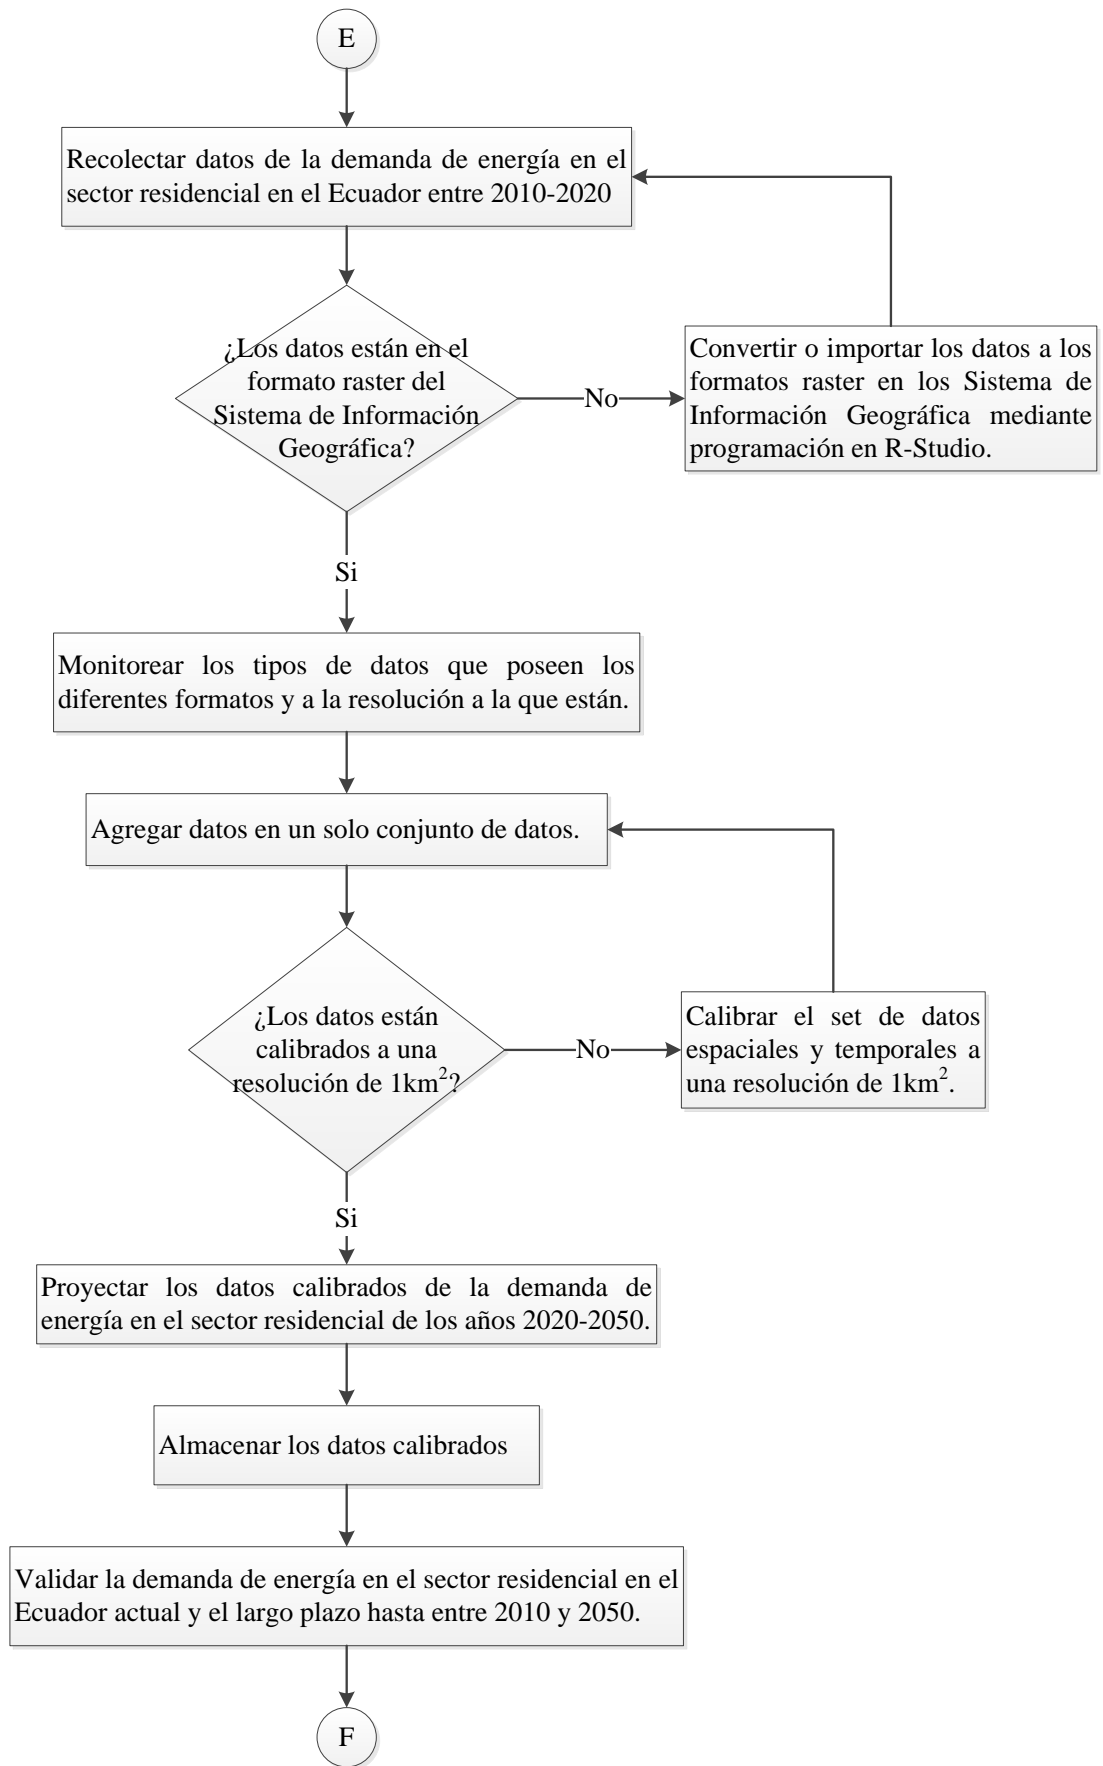 E
Recolectar datos de la demanda de energía en el
sector residencial en el Ecuador entre 2010-2020
¿Los datos están en el
formato raster del
Sistema de Información
Geográfica?
No
Convertir o importar los datos a los
formatos raster en los Sistema de
Información Geográfica mediante
programación en R-Studio.
Si
Monitorear los tipos de datos que poseen los
diferentes formatos y a la resolución a la que están.
Agregar datos en un solo conjunto de datos.
¿Los datos están
calibrados a una
resolución de 1km²?
No
Calibrar el set de datos
espaciales y temporales a
una resolución de 1km².
Si
Proyectar los datos calibrados de la demanda de
energía en el sector residencial de los años 2020-2050.
Almacenar los datos calibrados
Validar la demanda de energía en el sector residencial en el
Ecuador actual y el largo plazo hasta entre 2010 y 2050.
F